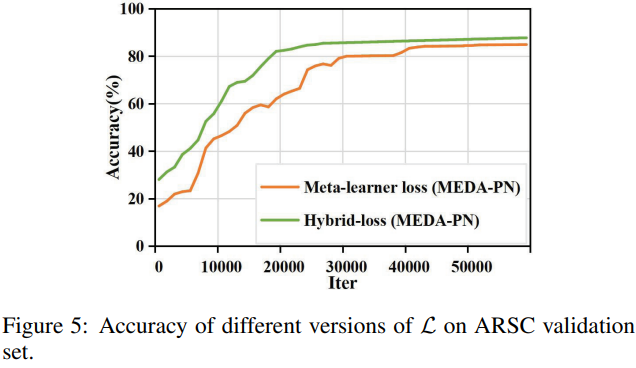 100
80
60
40
20
0
Accuracy(%)
Meta-learner loss (MEDA-PN)
Hybrid-loss (MEDA-PN)
0 10000 20000 30000 40000 50000
Iter
Figure 5: Accuracy of different versions of ℒ on ARSC validation
set.